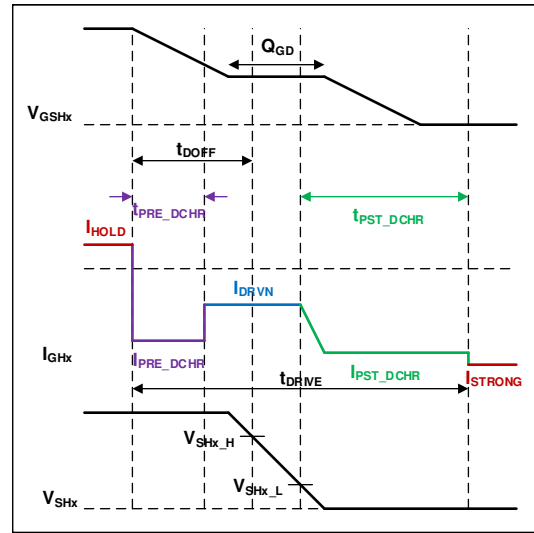 QGD
VGSHx
tDOFF
tPRE_DCHR
tPST_DCHR
IHOLD
IDRVN
IGHx
IPRE_DCHR
IPST_DCHR
tDRIVE
ISTRONG
VSHx_H
VSHx_L
VSHx